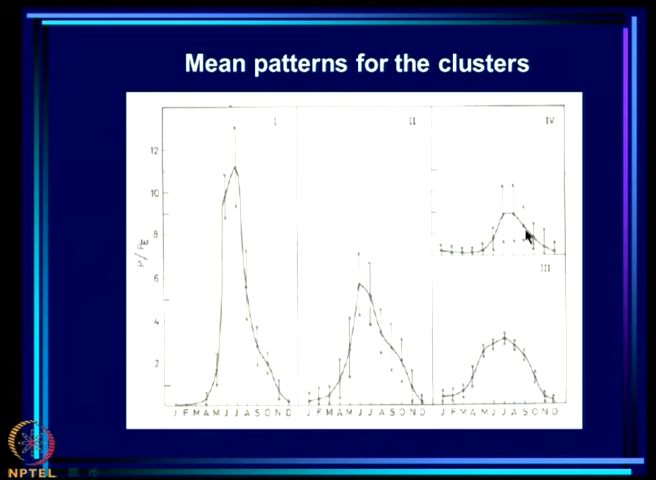 Mean patterns for the clusters
I II IV
12
10
8
P/PE
6
III
4
2
J F M A M J J A S O N D J F M A M J J A S O N D J F M A M J J A S O N D
NPTEL